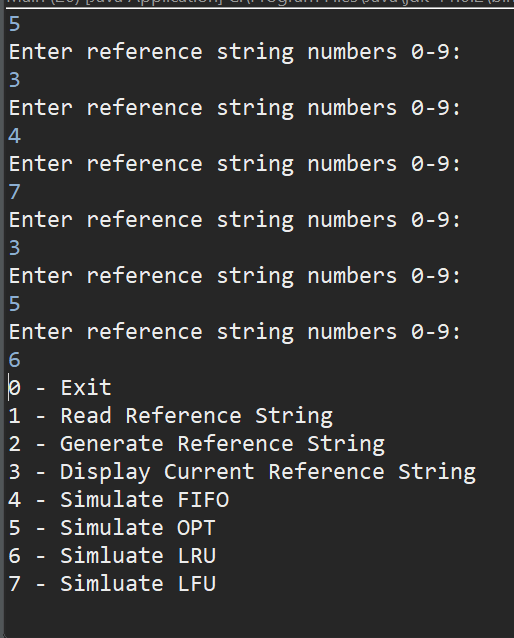 5
Enter reference string numbers 0-9:
3
Enter reference string numbers 0-9:
4
Enter reference string numbers 0-9:
7
Enter reference string numbers 0-9:
3
Enter reference string numbers 0-9:
5
Enter reference string numbers 0-9:
6
0 - Exit
1 - Read Reference String
2 - Generate Reference String
3 - Display Current Reference String
4 - Simulate FIFO
5 - Simulate OPT
6 - Simluate LRU
7 - Simluate LFU